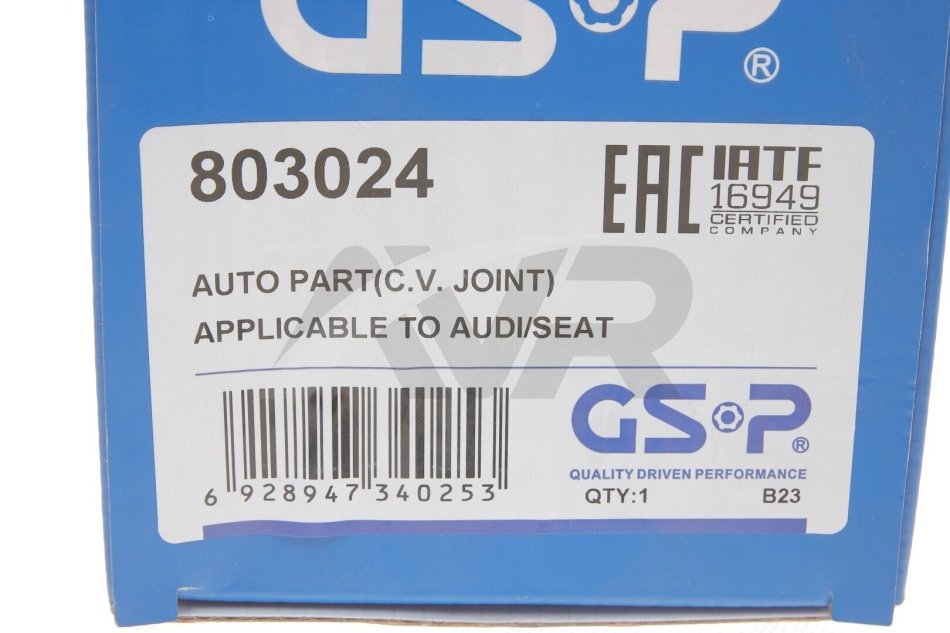 GSP®
803024
EAC
IATF
16949
CERTIFIED
COMPANY
AUTO PART(C.V. JOINT)
APPLICABLE TO AUDI/SEAT
VR
6 928947 340253
GSP®
QUALITY DRIVEN PERFORMANCE
QTY:1 B23